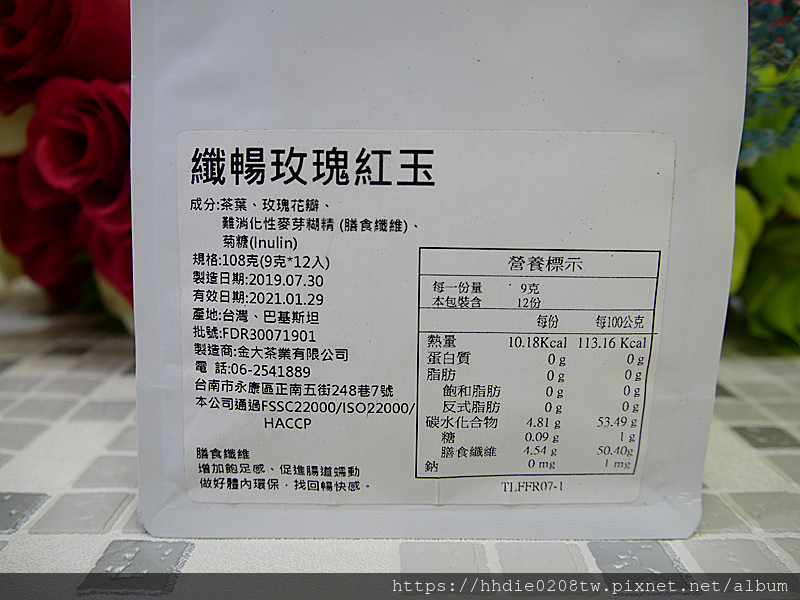 纖暢玫瑰紅玉
成分:茶葉、玫瑰花瓣、
難消化性麥芽糊精 (膳食纖維)、
菊糖(Inulin)
規格:108克(9克*12入)
製造日期:2019.07.30
有效日期:2021.01.29
產地:台灣、巴基斯坦
批號:FDR30071901
製造商:金大茶業有限公司
電 話:06-2541889
台南市永康區正南五街248巷7號
本公司通過FSSC22000/ISO22000/
HACCP
膳食纖維
增加飽足感、促進腸道蠕動
做好體內環保，找回暢快感。
營養標示
每一份量 9克
本包裝含 12份
每份 每100公克
熱量 10.18Kcal 113.16 Kcal
蛋白質 0 g 0 g
脂肪 0 g 0 g
飽和脂肪 0 g 0 g
反式脂肪 0 g 0 g
碳水化合物 4.81 g 53.49 g
糖 0.09 g 1 g
膳食纖維 4.54 g 50.40g
鈉 0 mg 1 mg
TLFFR07-1
https://hhdie0208tw.pixnet.net/album